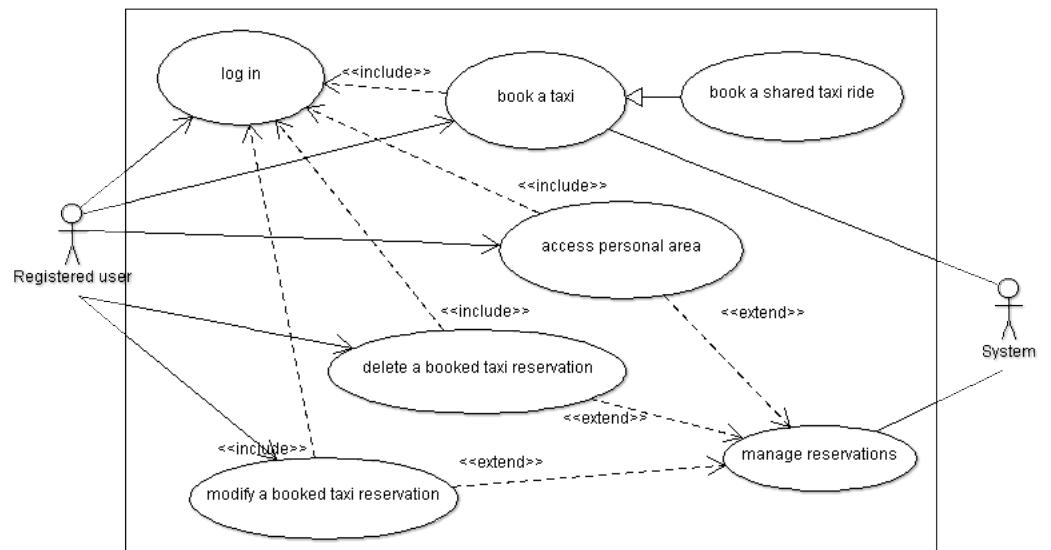 log in
<<include>>
book a taxi
book a shared taxi ride
<<include>>
access personal area
Registered user
<<include>>
<<extend>>
System
delete a booked taxi reservation
<<extend>>
<<include>>
<<extend>>
manage reservations
modify a booked taxi reservation